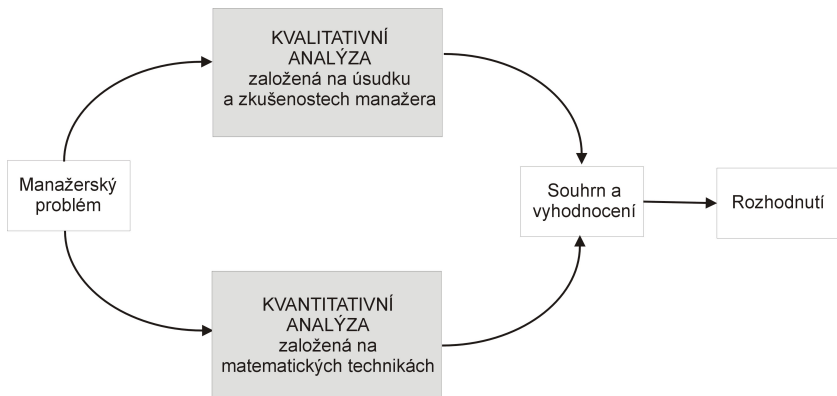 KVALITATIVNÍ
ANALÝZA
založená na úsudku
a zkušenostech manažera
Manažerský
problém
Souhrn a
vyhodnocení
Rozhodnutí
KVANTITATIVNÍ
ANALÝZA
založená na
matematických technikách